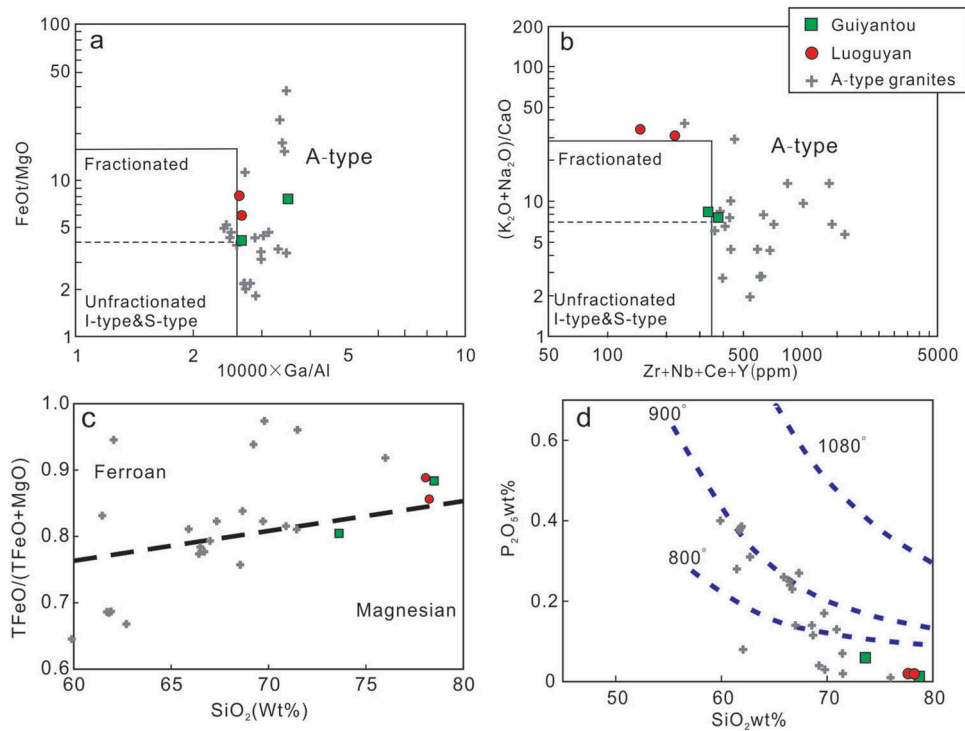 a
100
50
10
5
2
1
FeOt/MgO
Fractionated
A-type
Unfractionated
I-type&S-type
1
2
5
10
10000×Ga/Al
b
200
100
50
10
5
2
1
(K₂O+Na₂O)/CaO
Fractionated
A-type
Unfractionated
I-type&S-type
50
100
500
1000
5000
Zr+Nb+Ce+Y(ppm)
Guiyantou
Luoguyan
A-type granites
c
1.0
0.9
0.8
0.7
0.6
TFeO/(TFeO+MgO)
Ferroan
Magnesian
60
65
70
75
80
SiO₂(Wt%)
d
0.6
0.4
0.2
0
P₂O₅wt%
900°
1080°
800°
50
60
70
80
SiO₂wt%